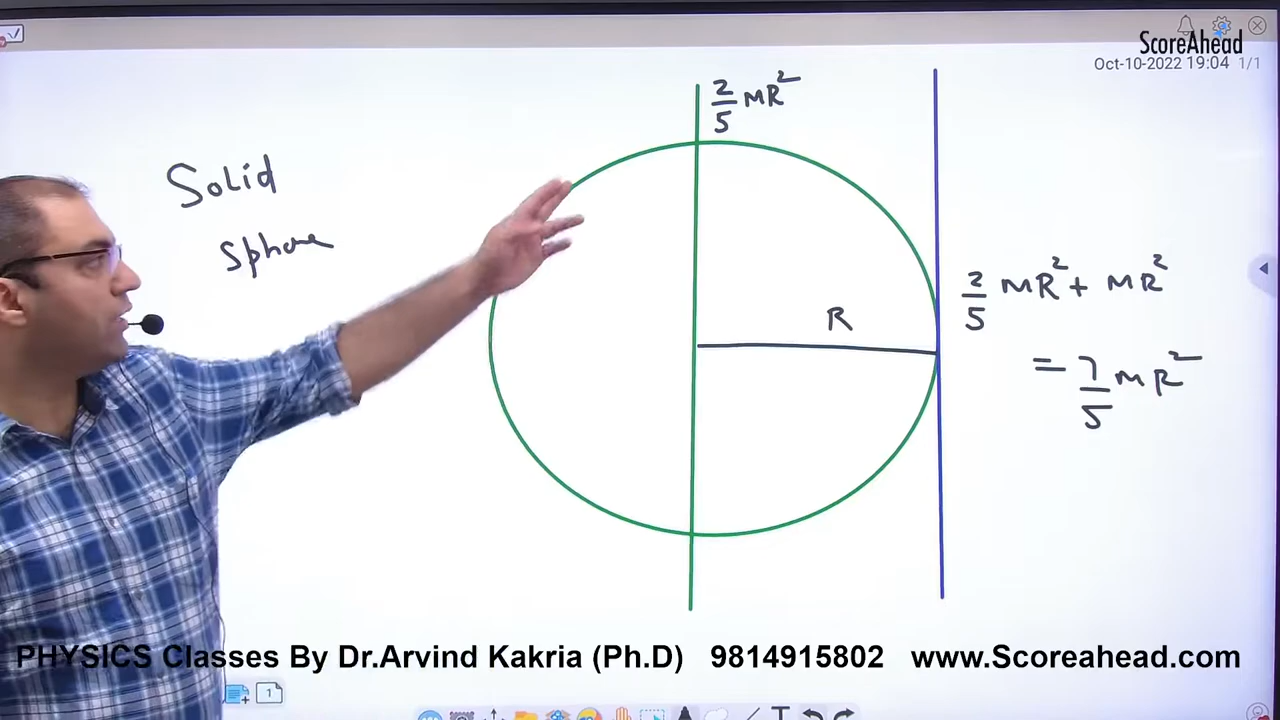 ScoreAhead
Oct-10-2022 19:04 1/1
2/5 MR²
Solid
Sphere
R
2/5 MR² + MR²
= 7/5 MR²
PHYSICS Classes By Dr.Arvind Kakria (Ph.D) 9814915802 www.Scoreahead.com
1
T